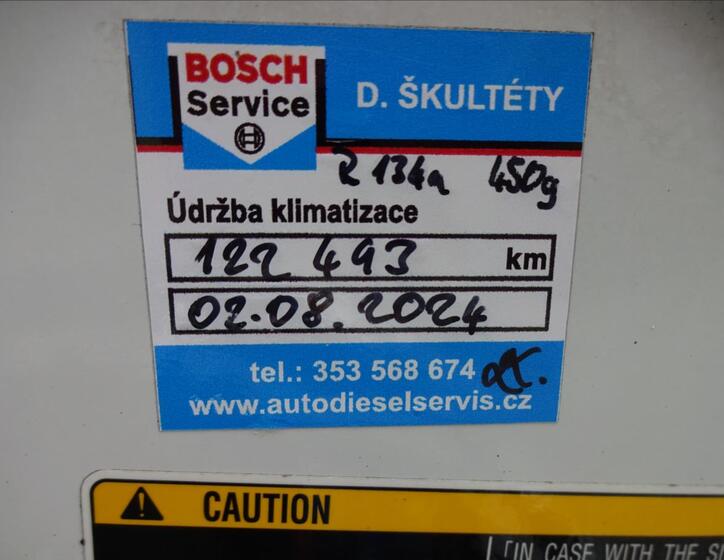 BOSCH
Service
D. ŠKULTÉTY
R 134a 450g
Údržba klimatizace
122 493 km
02.08.2024
tel.: 353 568 674
www.autodieselservis.cz
CAUTION
IN CASE WITH THE